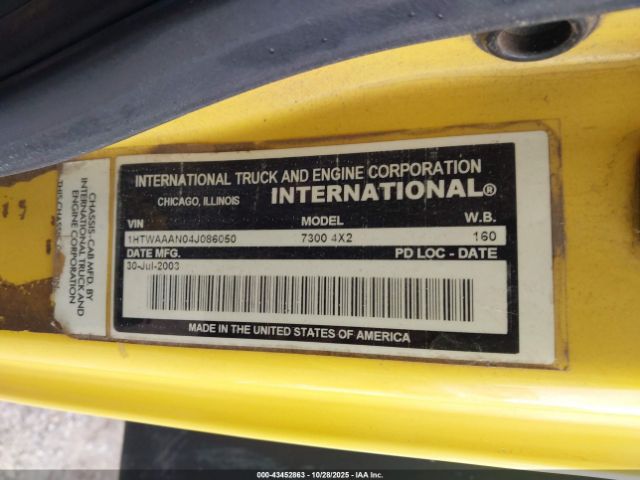 INTERNATIONAL TRUCK AND ENGINE CORPORATION
CHICAGO, ILLINOIS INTERNATIONAL®
VIN MODEL W.B.
1HTWAAAN04J086050 7300 4X2 160
DATE MFG. PD LOC - DATE
30-Jul-2003
MADE IN THE UNITED STATES OF AMERICA
CHASSIS-CAB MFD. BY
INTERNATIONAL TRUCK AND
ENGINE CORPORATION
THIS CHASSIS
000-43452863 | 10/28/2025 - IAA Inc.